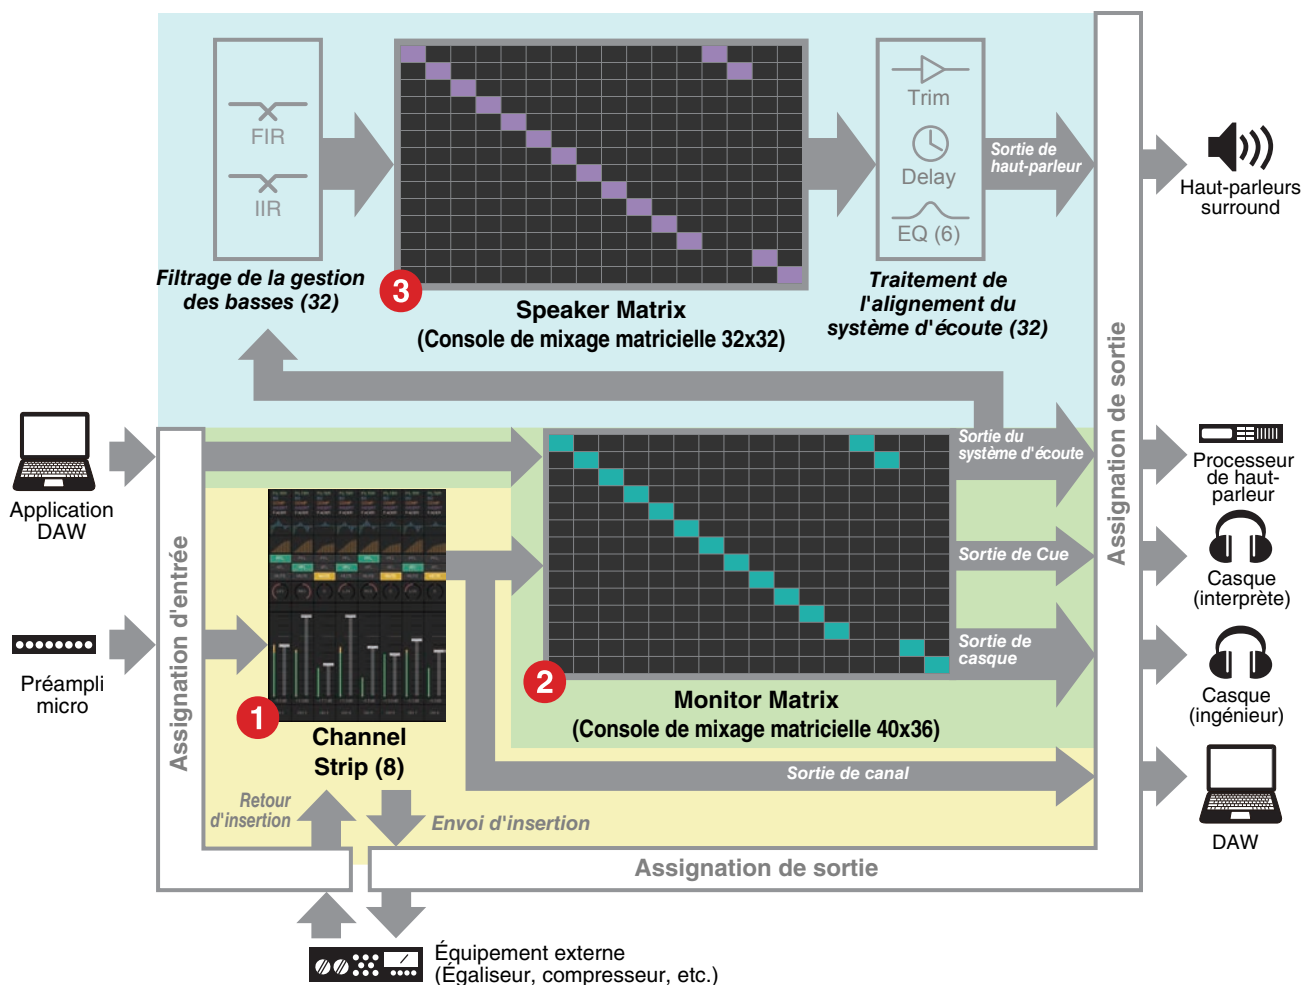 FIR
IIR
Filtrage de la gestion
des basses (32)
3
Speaker Matrix
(Console de mixage matricielle 32x32)
Trim
Delay
EQ (6)
Traitement de
l'alignement du
système d'écoute (32)
Sortie de
haut-parleur
Haut-parleurs
surround
Assignation de sortie
Application
DAW
Préampli
micro
Assignation d'entrée
1
Channel
Strip (8)
2
Monitor Matrix
(Console de mixage matricielle 40x36)
Sortie du
système d'écoute
Sortie de Cue
Sortie de
casque
Sortie de canal
Processeur
de haut-
parleur
Casque
(interprète)
Casque
(ingénieur)
DAW
Retour
d'insertion
Envoi d'insertion
Assignation de sortie
Équipement externe
(Égaliseur, compresseur, etc.)